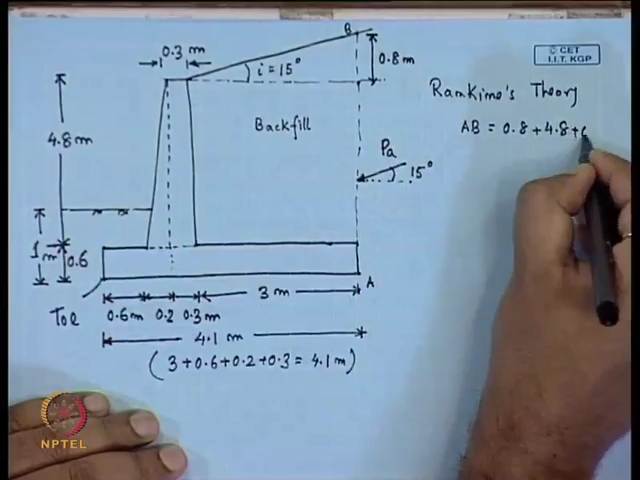 B
0.3 m
0.8m
i = 15°
© CET
I.I.T. KGP
Rankine's Theory
Backfill
AB = 0.8 + 4.8 +
4.8 m
Pa
15°
1 m
0.6
A
Toe
0.6m 0.2 0.3m
3 m
4.1 m
(3 + 0.6 + 0.2 + 0.3 = 4.1 m)
NPTEL